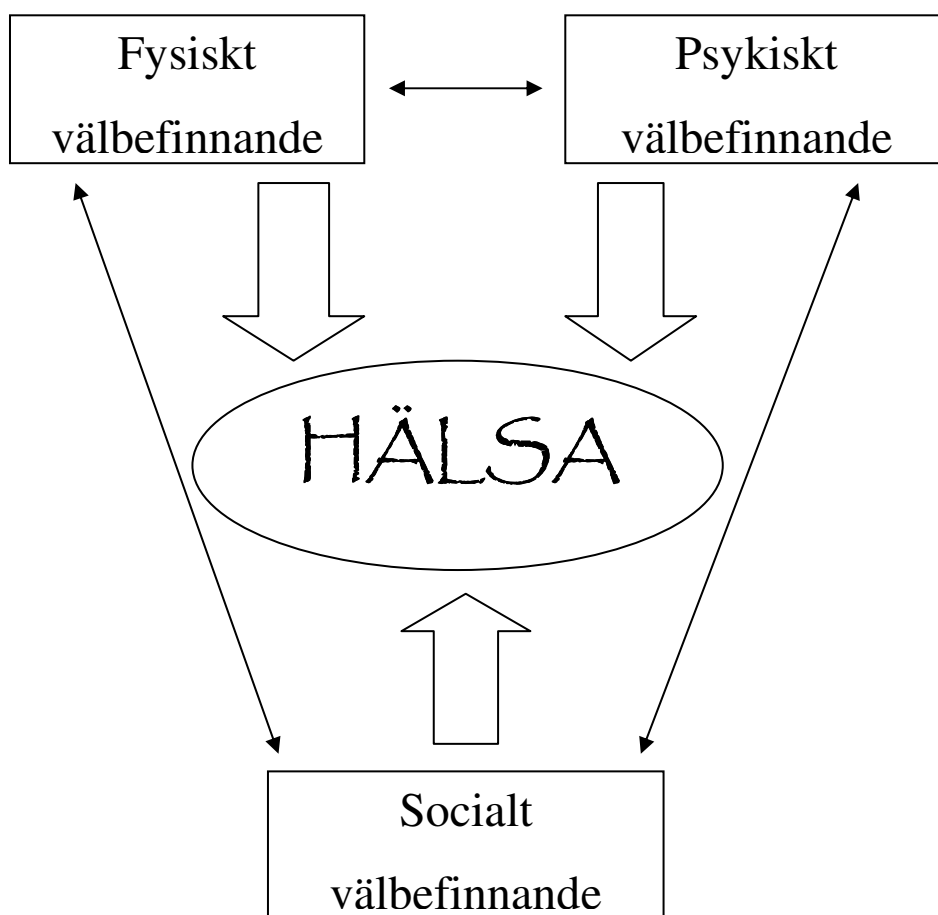 Fysiskt
välbefinnande
Psykiskt
välbefinnande
HÄLSA
Socialt
välbefinnande